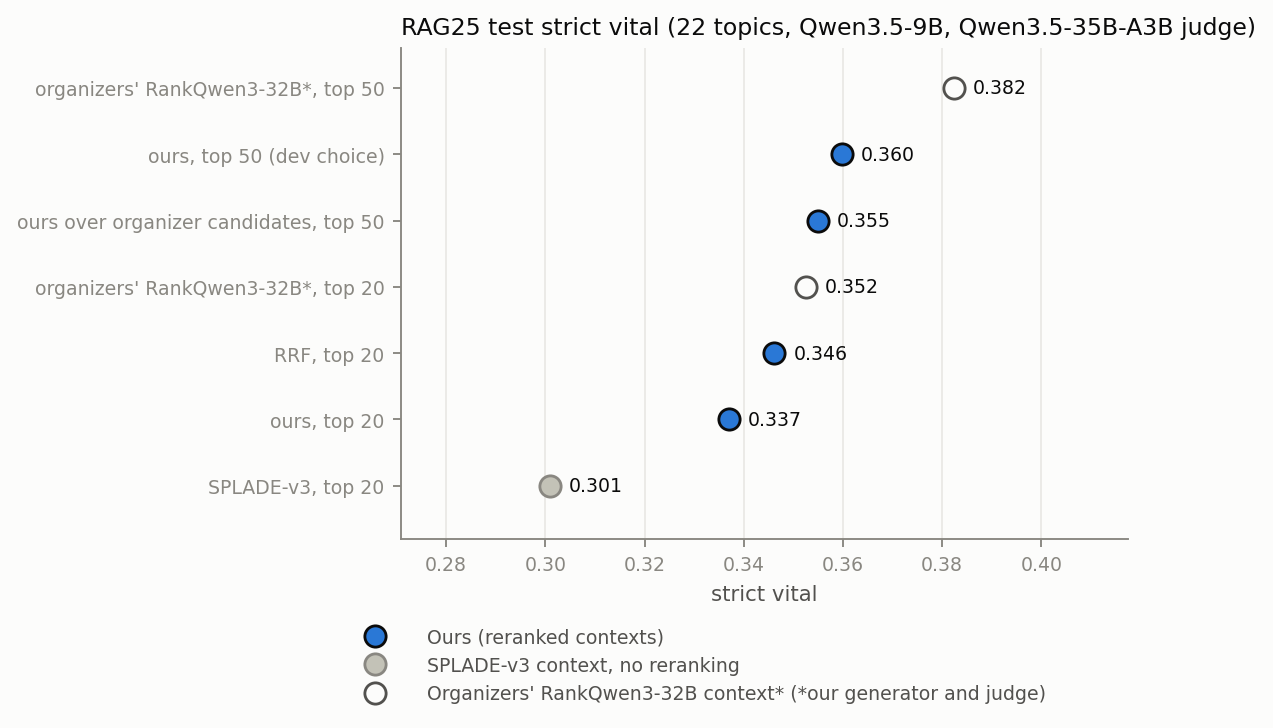 RAG25 test strict vital (22 topics, Qwen3.5-9B, Qwen3.5-35B-A3B judge)
organizers' RankQwen3-32B*, top 50
0.382
ours, top 50 (dev choice)
0.360
ours over organizer candidates, top 50
0.355
organizers' RankQwen3-32B*, top 20
0.352
RRF, top 20
0.346
ours, top 20
0.337
SPLADE-v3, top 20
0.301
0.28 0.30 0.32 0.34 0.36 0.38 0.40
strict vital
Ours (reranked contexts)
SPLADE-v3 context, no reranking
Organizers' RankQwen3-32B context* (*our generator and judge)